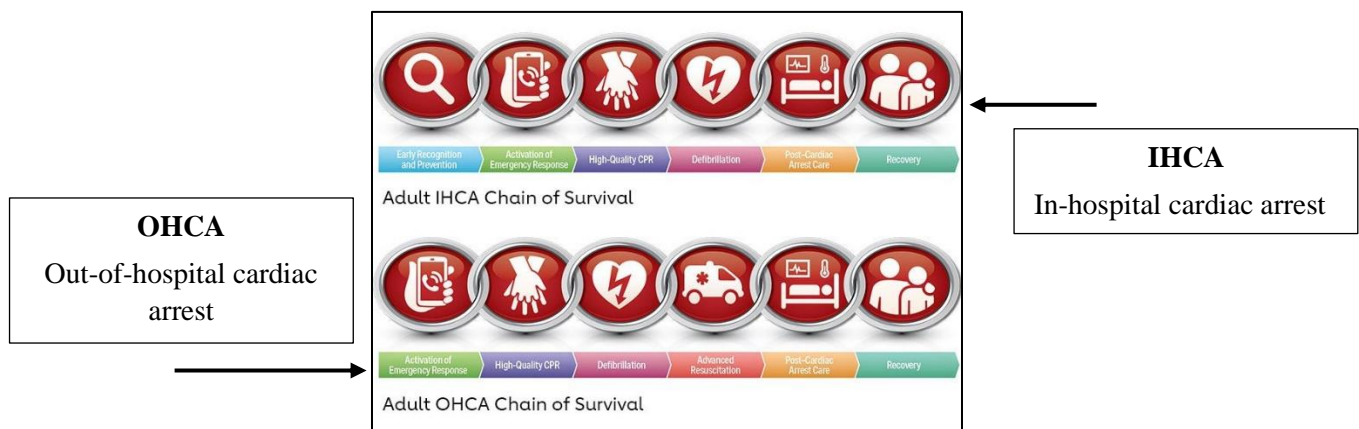 Early Recognition
and Prevention
Activation of
Emergency Response
High-Quality CPR
Defibrillation
Post-Cardiac
Arrest Care
Recovery
Adult IHCA Chain of Survival
IHCA
In-hospital cardiac arrest
OHCA
Out-of-hospital cardiac
arrest
Activation of
Emergency Response
High-Quality CPR
Defibrillation
Advanced
Resuscitation
Post-Cardiac
Arrest Care
Recovery
Adult OHCA Chain of Survival